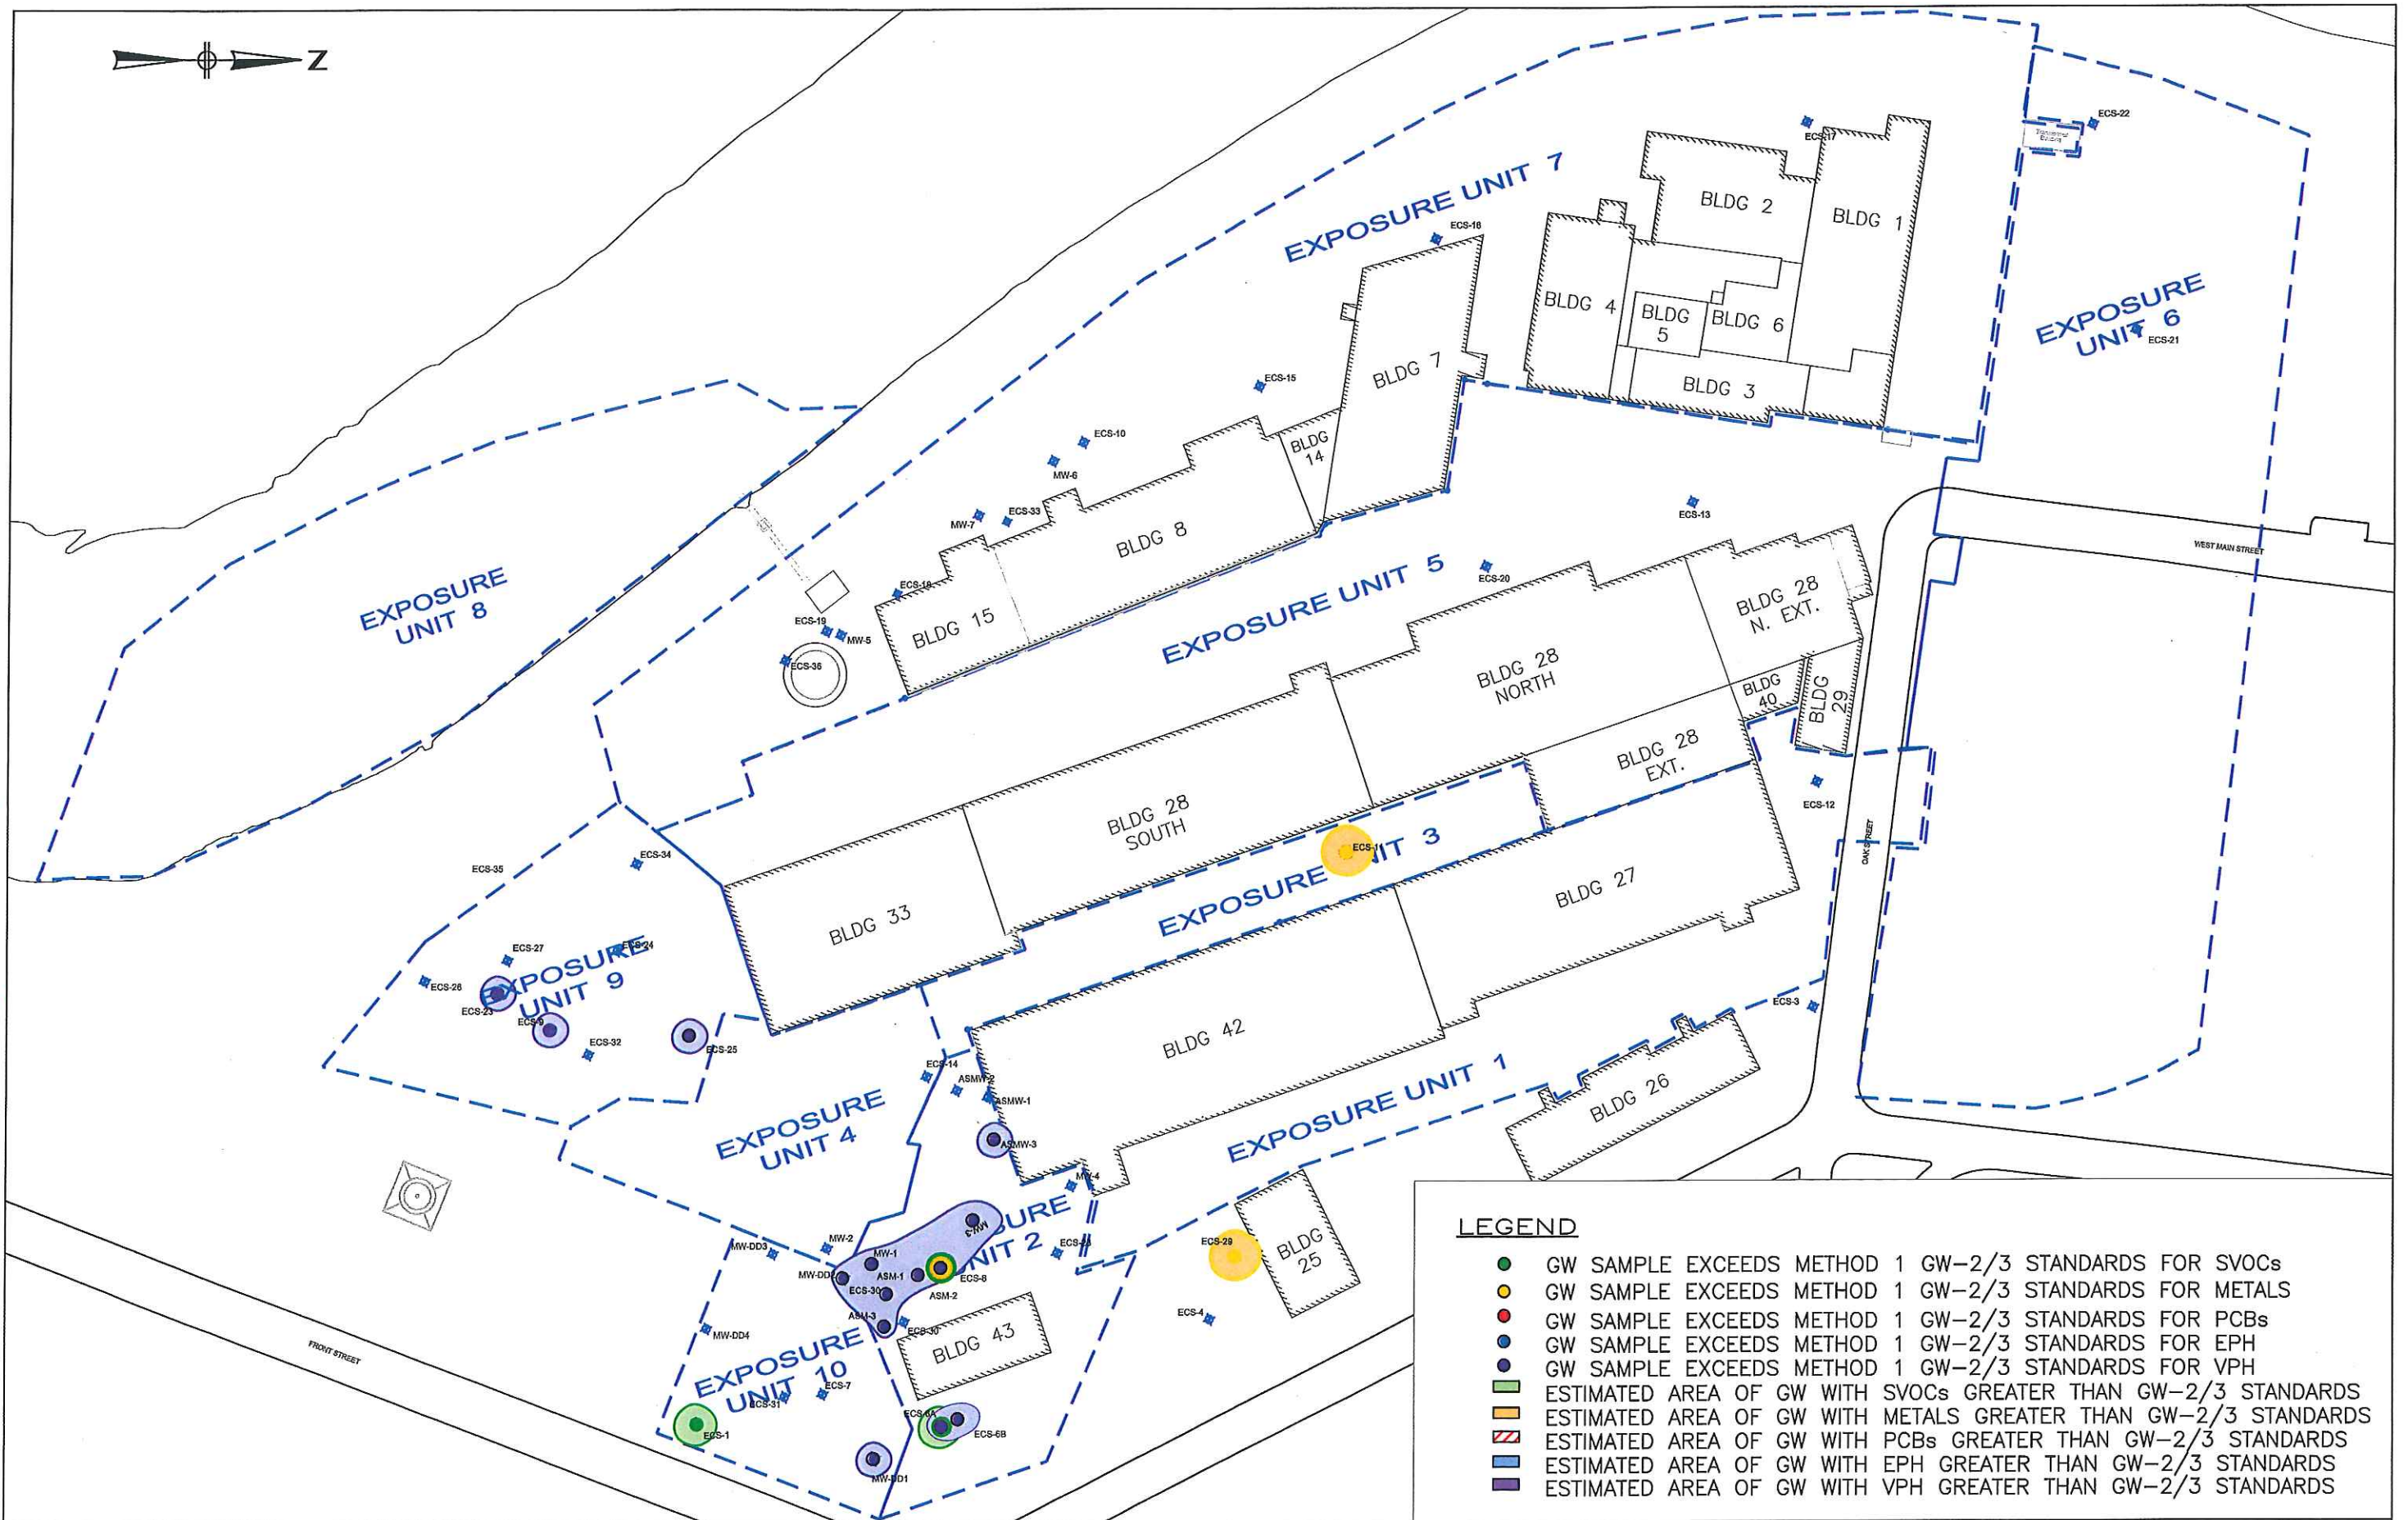 Z
EXPOSURE UNIT 7
ECS-17
ECS-22
BLDG 2
BLDG 1
ECS-16
BLDG 4
BLDG
5
BLDG 6
BLDG 3
EXPOSURE
UNIT 6
ECS-21
BLDG 7
ECS-15
ECS-10
BLDG
14
MW-6
MW-7
ECS-33
BLDG 8
ECS-13
WEST MAIN STREET
EXPOSURE
UNIT 8
ECS-18
BLDG 15
EXPOSURE UNIT 5
ECS-20
BLDG 28
N. EXT.
ECS-19
MW-5
ECS-36
BLDG 28
NORTH
BLDG
40
BLDG
29
BLDG 28
EXT.
ECS-12
OAK STREET
BLDG 28
SOUTH
ECS-34
ECS-35
ECS-11
EXPOSURE UNIT 3
BLDG 33
BLDG 27
ECS-27
ECS-24
EXPOSURE
UNIT 9
ECS-26
ECS-23
ECS-9
ECS-32
ECS-25
ECS-3
BLDG 42
ECS-14
ASMW-2
ASMW-1
ASMW-3
EXPOSURE
UNIT 4
EXPOSURE UNIT 1
BLDG 26
MW-4
EXPOSURE
UNIT 2
MW-3
MW-2
MW-1
MW-DD3
MW-DD2
ASM-1
ECS-8
ECS-30
ASM-2
ASM-3
ECS-29
BLDG
25
ECS-4
MW-DD4
BLDG 43
EXPOSURE
UNIT 10
ECS-7
ECS-31
ECS-1
ECS-6A
ECS-6B
MW-DD1
FRONT STREET
LEGEND
GW SAMPLE EXCEEDS METHOD 1 GW-2/3 STANDARDS FOR SVOCs
GW SAMPLE EXCEEDS METHOD 1 GW-2/3 STANDARDS FOR METALS
GW SAMPLE EXCEEDS METHOD 1 GW-2/3 STANDARDS FOR PCBs
GW SAMPLE EXCEEDS METHOD 1 GW-2/3 STANDARDS FOR EPH
GW SAMPLE EXCEEDS METHOD 1 GW-2/3 STANDARDS FOR VPH
ESTIMATED AREA OF GW WITH SVOCs GREATER THAN GW-2/3 STANDARDS
ESTIMATED AREA OF GW WITH METALS GREATER THAN GW-2/3 STANDARDS
ESTIMATED AREA OF GW WITH PCBs GREATER THAN GW-2/3 STANDARDS
ESTIMATED AREA OF GW WITH EPH GREATER THAN GW-2/3 STANDARDS
ESTIMATED AREA OF GW WITH VPH GREATER THAN GW-2/3 STANDARDS